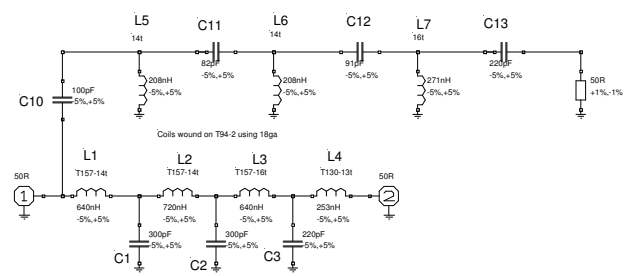 L5
14t
C11
L6
14t
C12
L7
16t
C13
208nH
-5%,+5%
82pF
-5%,+5%
208nH
-5%,+5%
91pF
-5%,+5%
271nH
-5%,+5%
220pF
-5%,+5%
50R
+1%,-1%
C10
100pF
-5%,+5%
Coils wound on T94-2 using 18ga
L1
T157-14t
L2
T157-14t
L3
T157-16t
L4
T130-13t
50R
1
640nH
-5%,+5%
720nH
-5%,+5%
640nH
-5%,+5%
253nH
-5%,+5%
50R
2
C1
300pF
-5%,+5%
C2
300pF
-5%,+5%
C3
220pF
-5%,+5%